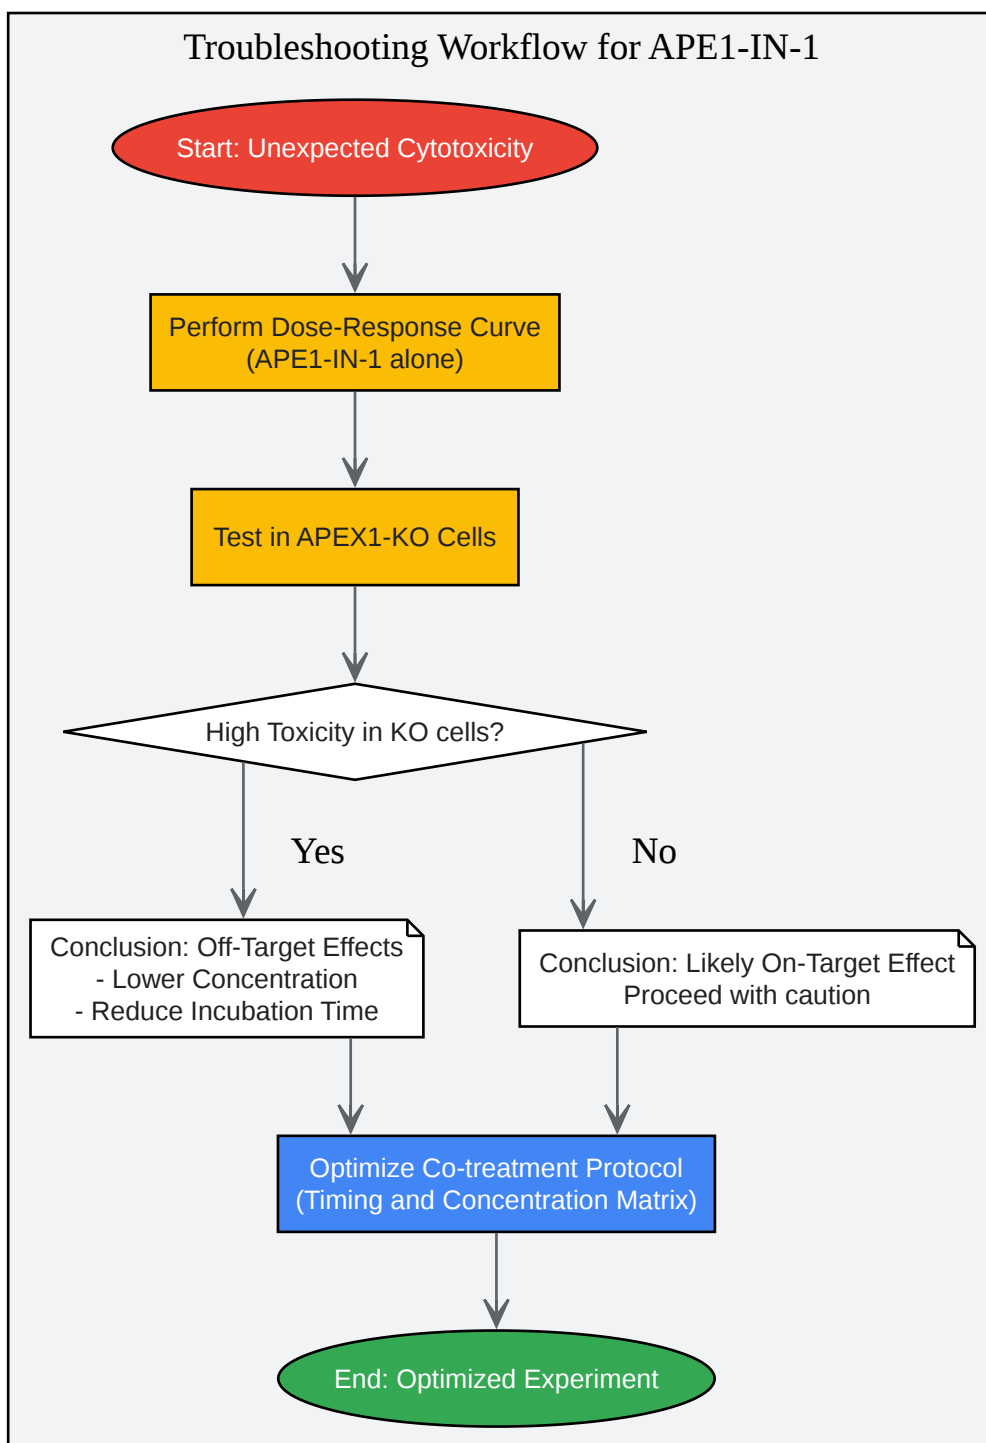 Troubleshooting Workflow for APE1-IN-1
Start: Unexpected Cytotoxicity
Perform Dose-Response Curve
(APE1-IN-1 alone)
Test in APEX1-KO Cells
High Toxicity in KO cells?
Yes
No
Conclusion: Off-Target Effects
- Lower Concentration
- Reduce Incubation Time
Conclusion: Likely On-Target Effect
Proceed with caution
Optimize Co-treatment Protocol
(Timing and Concentration Matrix)
End: Optimized Experiment